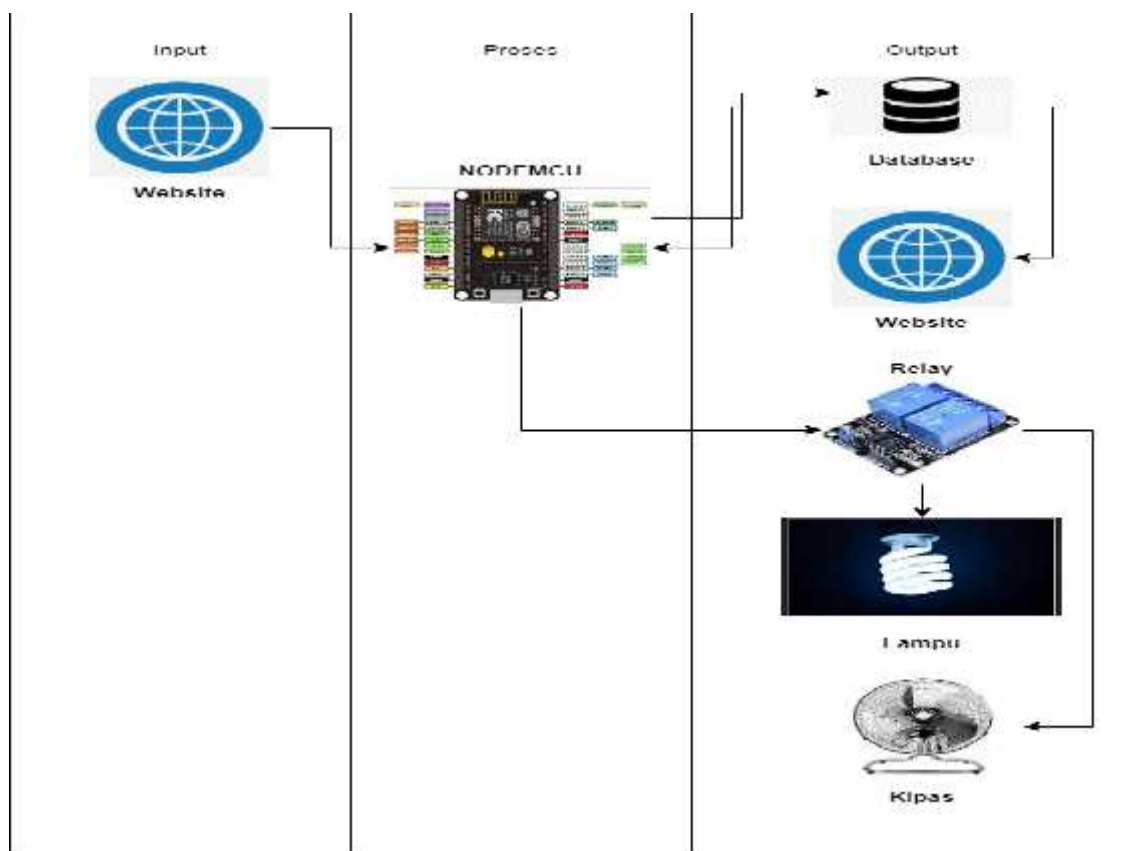 Input
Proses
Output
Website
NODEMCU
Database
Website
Relay
Lampu
Kipas